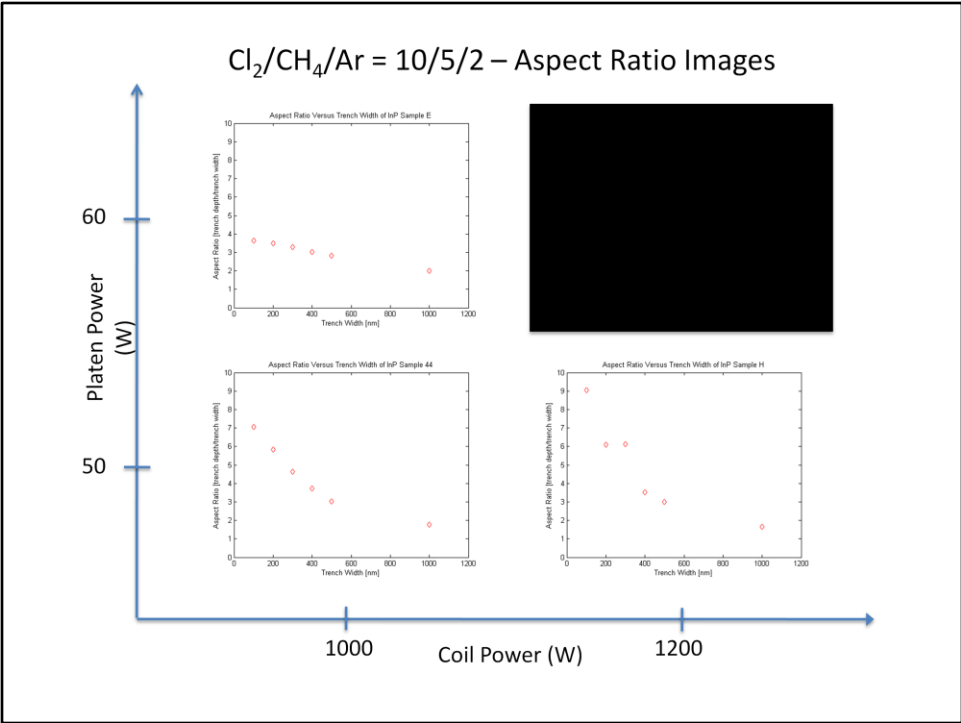 Cl₂/CH₄/Ar = 10/5/2 – Aspect Ratio Images
Platen Power
(W)
60
50
Aspect Ratio Versus Trench Width of InP Sample E
Aspect Ratio [trench depth/trench width]
10
9
8
7
6
5
4
3
2
1
0
0 200 400 600 800 1000 1200
Trench Width [nm]
Aspect Ratio Versus Trench Width of InP Sample 44
Aspect Ratio [trench depth/trench width]
10
9
8
7
6
5
4
3
2
1
0
0 200 400 600 800 1000 1200
Trench Width [nm]
Aspect Ratio Versus Trench Width of InP Sample H
Aspect Ratio [trench depth/trench width]
10
9
8
7
6
5
4
3
2
1
0
0 200 400 600 800 1000 1200
Trench Width [nm]
1000 1200
Coil Power (W)